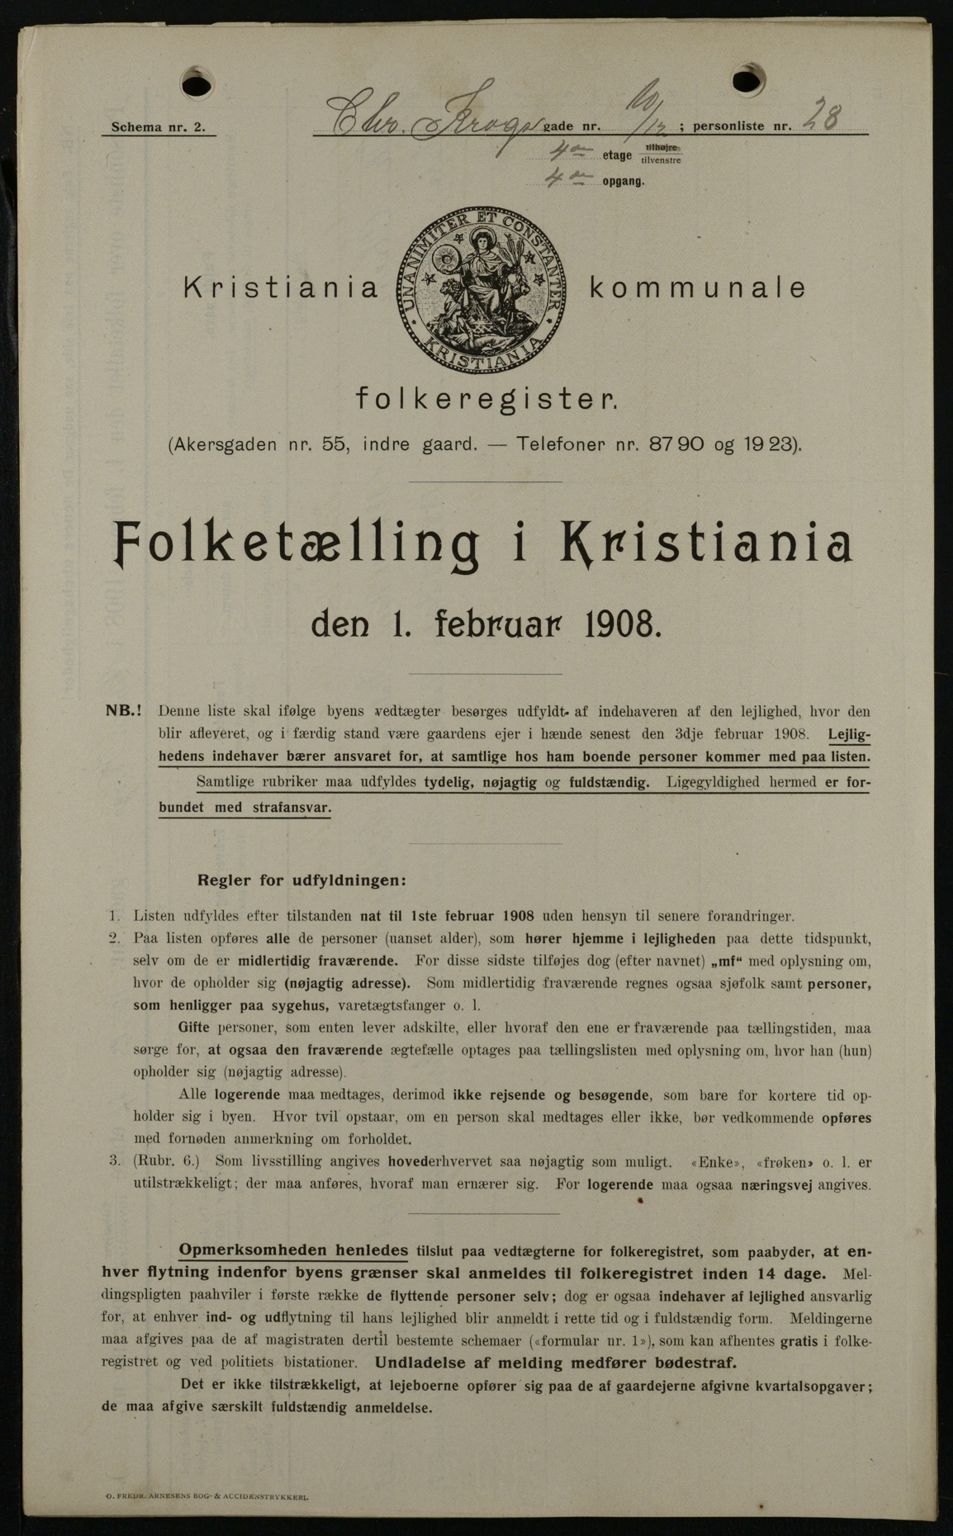 Schema nr. 2.
Chr. Krogs gade nr. 10/12 ; personliste nr. 28
4de etage tilhøjre tilvenstre
4de opgang.
UNANIMITER ET CONSTANTER
KRISTIANIA
Kristiania kommunale
folkeregister.
(Akersgaden nr. 55, indre gaard. — Telefoner nr. 87 90 og 19 23).
Folketælling i Kristiania
den 1. februar 1908.
NB.! Denne liste skal ifølge byens vedtægter besørges udfyldt af indehaveren af den lejlighed, hvor den
blir afleveret, og i færdig stand være gaardens ejer i hænde senest den 3dje februar 1908. Lejlig-
hedens indehaver bærer ansvaret for, at samtlige hos ham boende personer kommer med paa listen.
Samtlige rubriker maa udfyldes tydelig, nøjagtig og fuldstændig. Ligegyldighed hermed er for-
bundet med strafansvar.
Regler for udfyldningen:
1. Listen udfyldes efter tilstanden nat til 1ste februar 1908 uden hensyn til senere forandringer.
2. Paa listen opføres alle de personer (uanset alder), som hører hjemme i lejligheden paa dette tidspunkt,
selv om de er midlertidig fraværende. For disse sidste tilføjes dog (efter navnet) „mf“ med oplysning om,
hvor de opholder sig (nøjagtig adresse). Som midlertidig fraværende regnes ogsaa sjøfolk samt personer,
som henligger paa sygehus, varetægtsfanger o. l.
Gifte personer, som enten lever adskilte, eller hvoraf den ene er fraværende paa tællingstiden, maa
sørge for, at ogsaa den fraværende ægtefælle optages paa tællingslisten med oplysning om, hvor han (hun)
opholder sig (nøjagtig adresse).
Alle logerende maa medtages, derimod ikke rejsende og besøgende, som bare for kortere tid op-
holder sig i byen. Hvor tvil opstaar, om en person skal medtages eller ikke, bør vedkommende opføres
med fornøden anmerkning om forholdet.
3. (Rubr. 6.) Som livsstilling angives hovederhvervet saa nøjagtig som muligt. «Enke», «frøken» o. l. er
utilstrækkeligt; der maa anføres, hvoraf man ernærer sig. For logerende maa ogsaa næringsvej angives.
Opmerksomheden henledes tilslut paa vedtægterne for folkeregistret, som paabyder, at en-
hver flytning indenfor byens grænser skal anmeldes til folkeregistret inden 14 dage. Mel-
dingspligten paahviler i første række de flyttende personer selv; dog er ogsaa indehaver af lejlighed ansvarlig
for, at enhver ind- og udflytning til hans lejlighed blir anmeldt i rette tid og i fuldstændig form. Meldingerne
maa afgives paa de af magistraten dertil bestemte schemaer («formular nr. 1»), som kan afhentes gratis i folke-
registret og ved politiets bistationer. Undladelse af melding medfører bødestraf.
Det er ikke tilstrækkeligt, at lejeboerne opfører sig paa de af gaardejerne afgivne kvartalsopgaver;
de maa afgive særskilt fuldstændig anmeldelse.
O. FREDR. ARNESENS BOG- & ACCIDENSTRYKKERI.